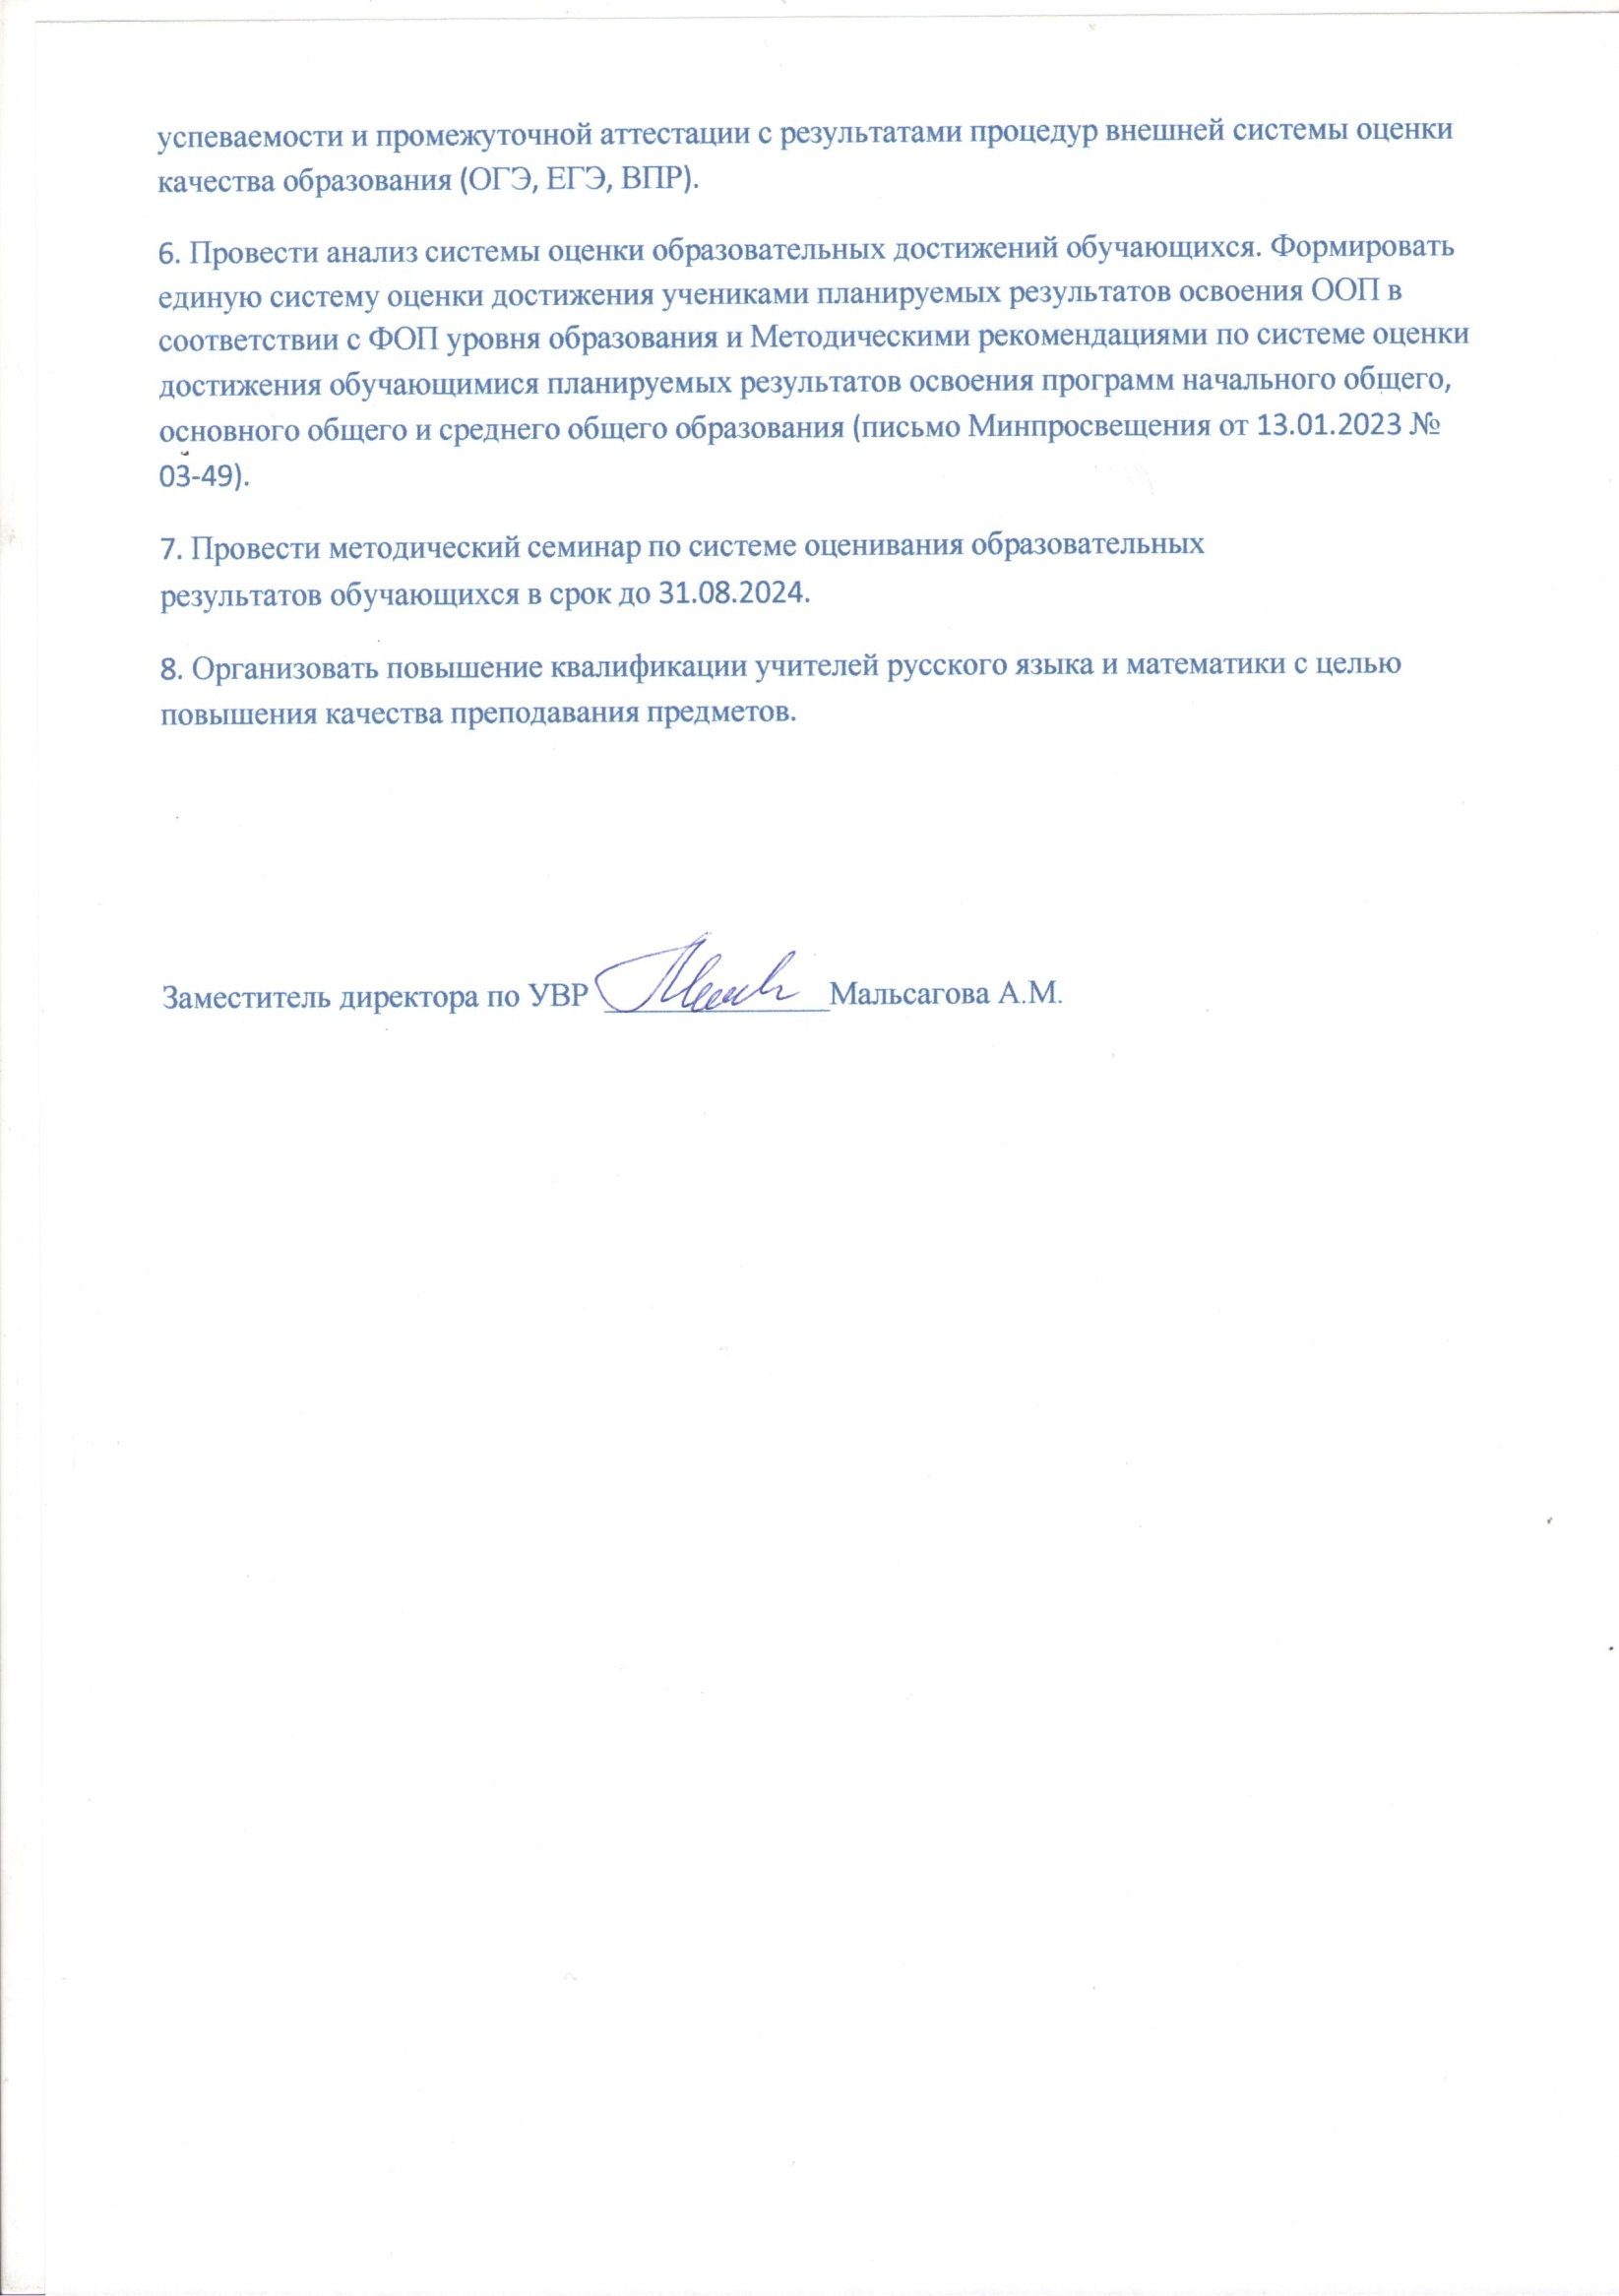 успеваемости и промежуточной аттестации с результатами процедур внешней системы оценки
качества образования (ОГЭ, ЕГЭ, ВПР).
6. Провести анализ системы оценки образовательных достижений обучающихся. Формировать
единую систему оценки достижения учениками планируемых результатов освоения ООП в
соответствии с ФОП уровня образования и Методическими рекомендациями по системе оценки
достижения обучающимися планируемых результатов освоения программ начального общего,
основного общего и среднего общего образования (письмо Минпросвещения от 13.01.2023 №
03-49).
7. Провести методический семинар по системе оценивания образовательных
результатов обучающихся в срок до 31.08.2024.
8. Организовать повышение квалификации учителей русского языка и математики с целью
повышения качества преподавания предметов.
Заместитель директора по УВР Мальсагова А.М.